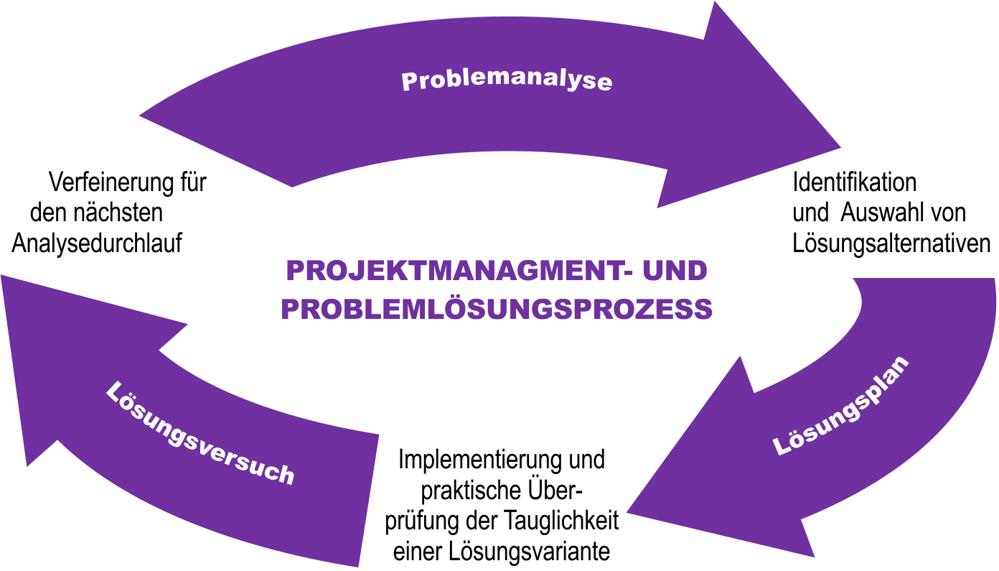 Problemanalyse
Verfeinerung für
den nächsten
Analysedurchlauf
Identifikation
und  Auswahl von
Lösungsalternativen
PROJEKTMANAGMENT- UND
PROBLEMLÖSUNGSPROZESS
Lösungsplan
Lösungsversuch
Implementierung und
praktische Über-
prüfung der Tauglichkeit
einer Lösungsvariante